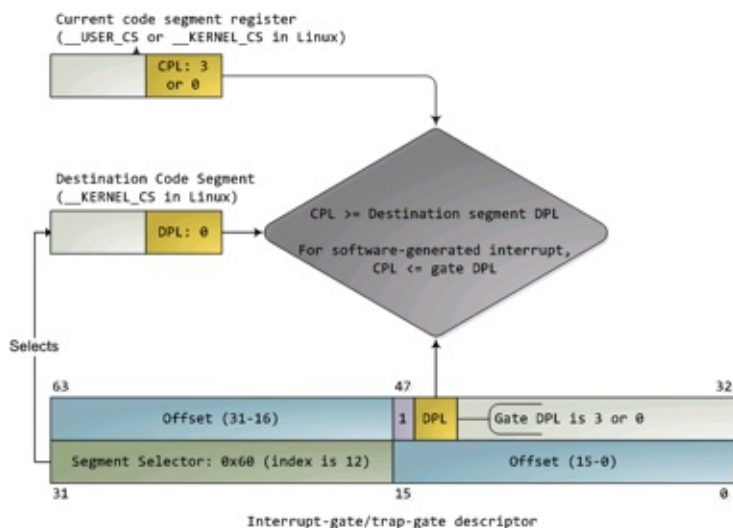 Current code segment register
(__USER_CS or __KERNEL_CS in Linux)
CPL: 3
or 0
Destination Code Segment
(__KERNEL_CS in Linux)
DPL: 0
CPL >= Destination segment DPL
For software-generated interrupt,
CPL <= gate DPL
Selects
63 47 32
Offset (31-16) 1 DPL Gate DPL is 3 or 0
Segment Selector: 0x60 (index is 12) Offset (15-0)
31 15 0
Interrupt-gate/trap-gate descriptor